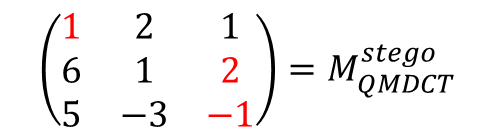 ( 1 2 1
6 1 2
5 −3 −1 ) = M^{stego}_{QMDCT}